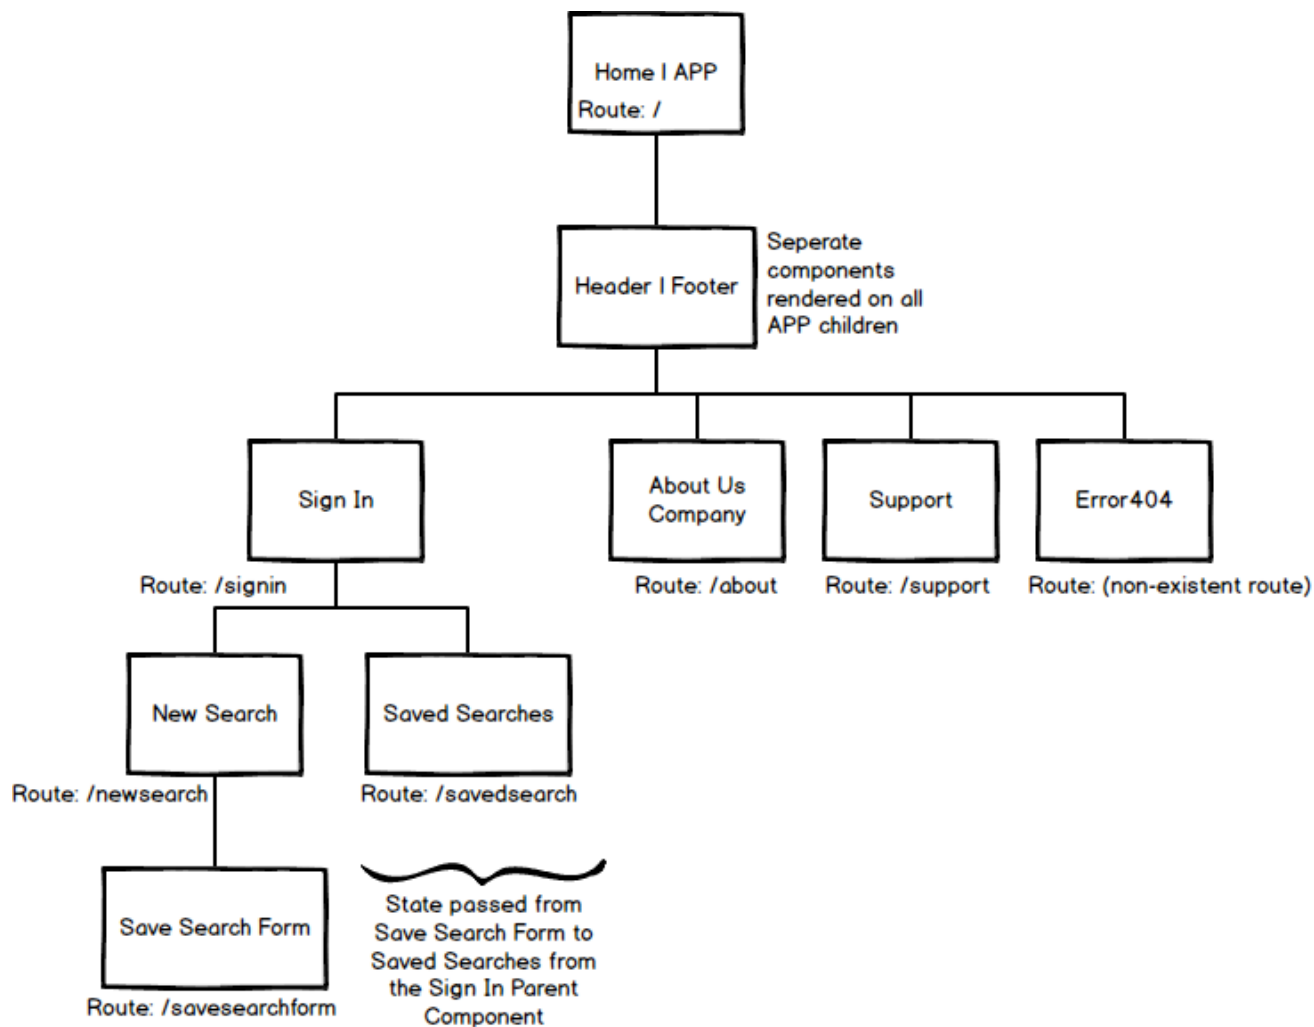 Home | APP
Route: /
Header | Footer
Seperate
components
rendered on all
APP children
Sign In
Route: /signin
About Us
Company
Route: /about
Support
Route: /support
Error404
Route: (non-existent route)
New Search
Route: /newsearch
Saved Searches
Route: /savedsearch
Save Search Form
Route: /savesearchform
State passed from
Save Search Form to
Saved Searches from
the Sign In Parent
Component